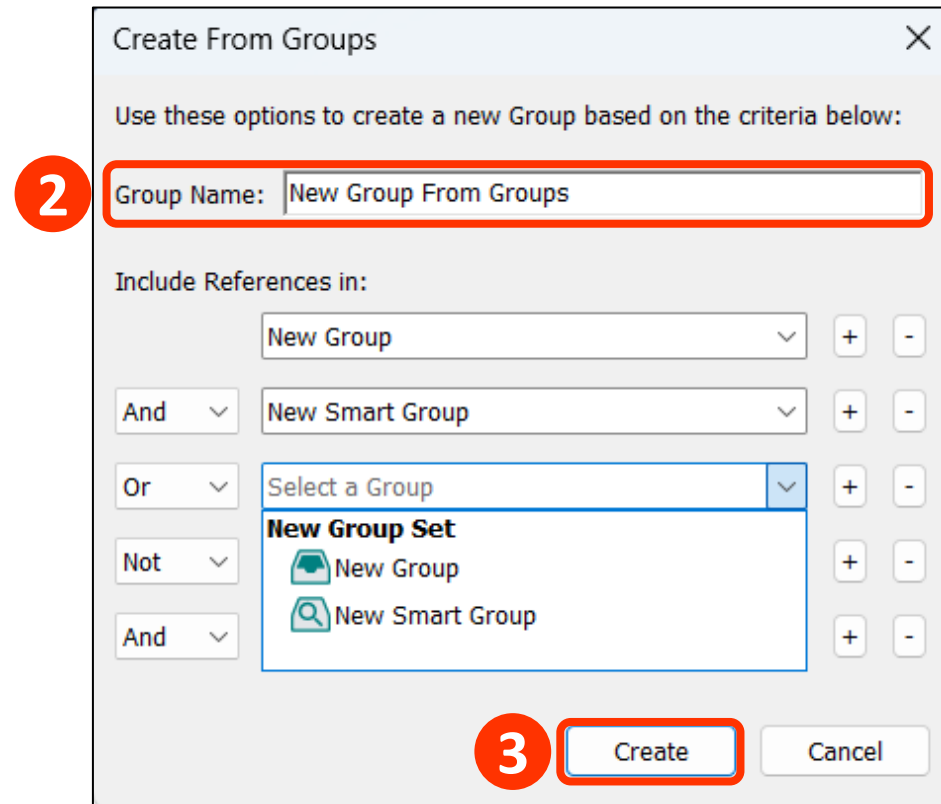 Create From Groups
Use these options to create a new Group based on the criteria below:
2
Group Name: New Group From Groups
Include References in:
New Group + -
And New Smart Group + -
Or Select a Group + -
New Group Set
Not New Group + -
New Smart Group
And + -
3 Create Cancel